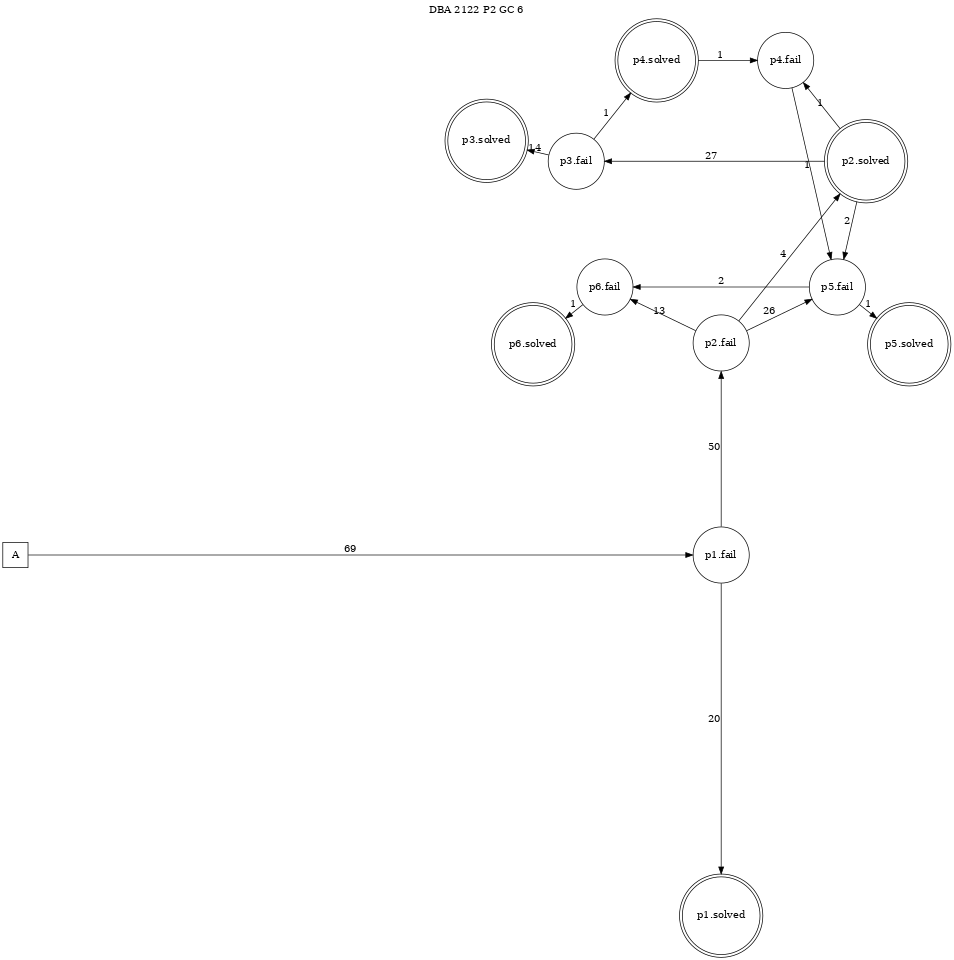 DBA 2122 P2 GC 6
p4.solved
1
p4.fail
1
1
p3.solved
14
p3.fail
27
1
p2.solved
2
4
p6.fail
2
p5.fail
1
13
26
1
p6.solved
p2.fail
p5.solved
50
A
69
p1.fail
20
p1.solved